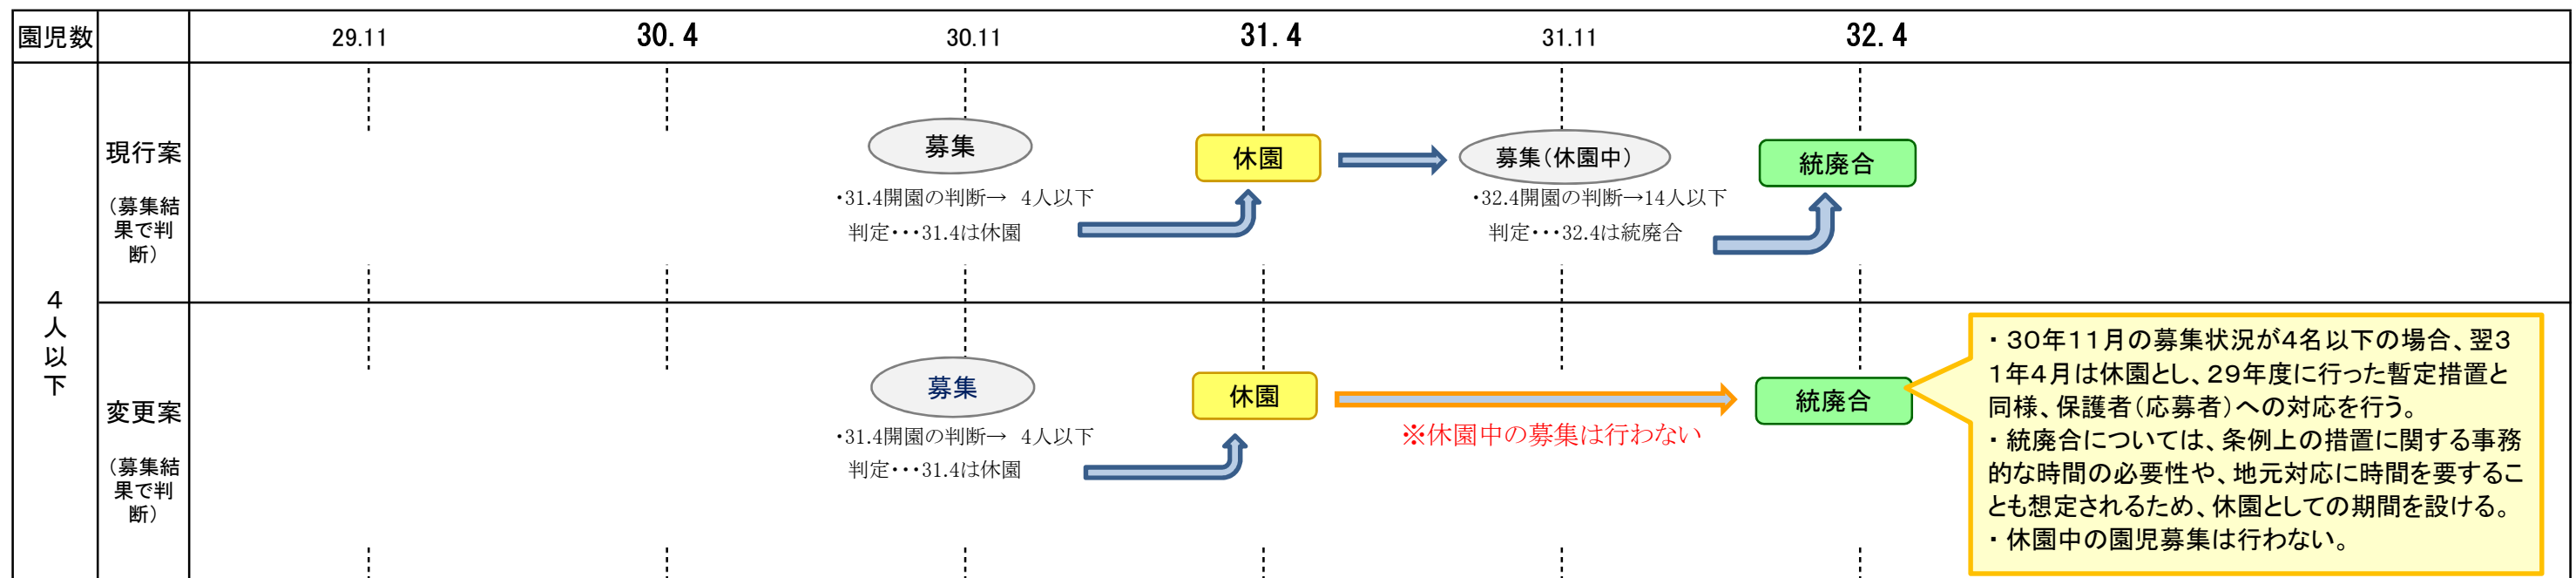 園児数
29.11
30.4
30.11
31.4
31.11
32.4
4人以下
現行案
（募集結
果で判
断）
募集
・31.4開園の判断→ 4人以下
判定・・・31.4は休園
休園
募集（休園中）
・32.4開園の判断→14人以下
判定・・・32.4は統廃合
統廃合
変更案
（募集結
果で判
断）
募集
・31.4開園の判断→ 4人以下
判定・・・31.4は休園
休園
※休園中の募集は行わない
統廃合
・３０年１１月の募集状況が４名以下の場合、翌３
１年４月は休園とし、２９年度に行った暫定措置と
同様、保護者（応募者）への対応を行う。
・統廃合については、条例上の措置に関する事務
的な時間の必要性や、地元対応に時間を要するこ
とも想定されるため、休園としての期間を設ける。
・休園中の園児募集は行わない。